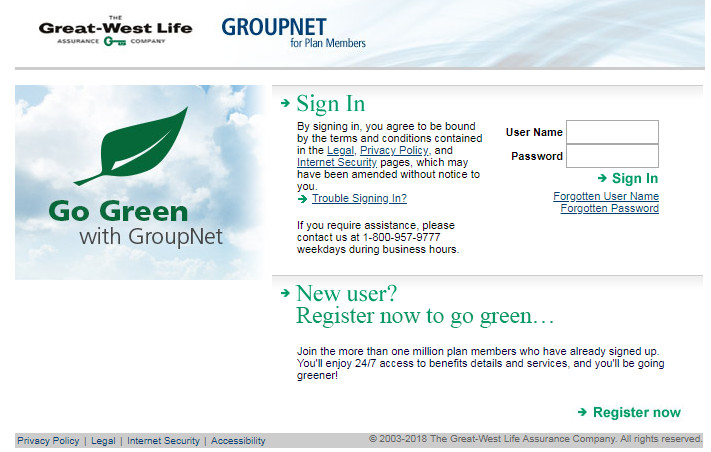 THE
Great-West Life
ASSURANCE COMPANY
GROUPNET
for Plan Members
Go Green
with GroupNet
Sign In
By signing in, you agree to be bound
by the terms and conditions contained
in the Legal, Privacy Policy, and
Internet Security pages, which may
have been amended without notice to
you.
Trouble Signing In?
If you require assistance, please
contact us at 1-800-957-9777
weekdays during business hours.
User Name
Password
Sign In
Forgotten User Name
Forgotten Password
New user?
Register now to go green…
Join the more than one million plan members who have already signed up.
You'll enjoy 24/7 access to benefits details and services, and you'll be going
greener!
Register now
Privacy Policy | Legal | Internet Security | Accessibility
© 2003-2018 The Great-West Life Assurance Company. All rights reserved.